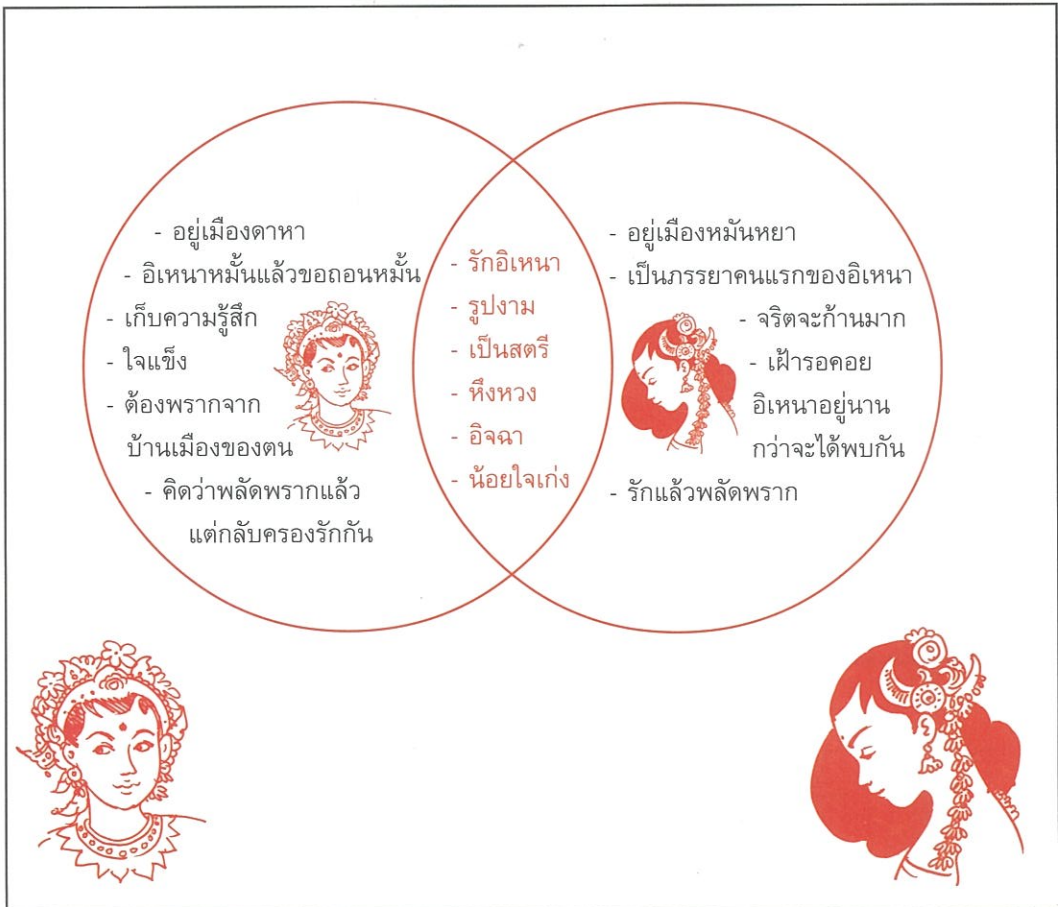 - อยู่เมืองดาหา
- อิเหนาหมั้นแล้วขอถอนหมั้น
- เก็บความรู้สึก
- ใจแข็ง
- ต้องพรากจาก
บ้านเมืองของตน
- คิดว่าพลัดพรากแล้ว
แต่กลับครองรักกัน
- รักอิเหนา
- รูปงาม
- เป็นสตรี
- หึงหวง
- อิจฉา
- น้อยใจเก่ง
- อยู่เมืองหมันหยา
- เป็นภรรยาคนแรกของอิเหนา
- จริตจะก้านมาก
- เฝ้ารอคอย
อิเหนาอยู่นาน
กว่าจะได้พบกัน
- รักแล้วพลัดพราก